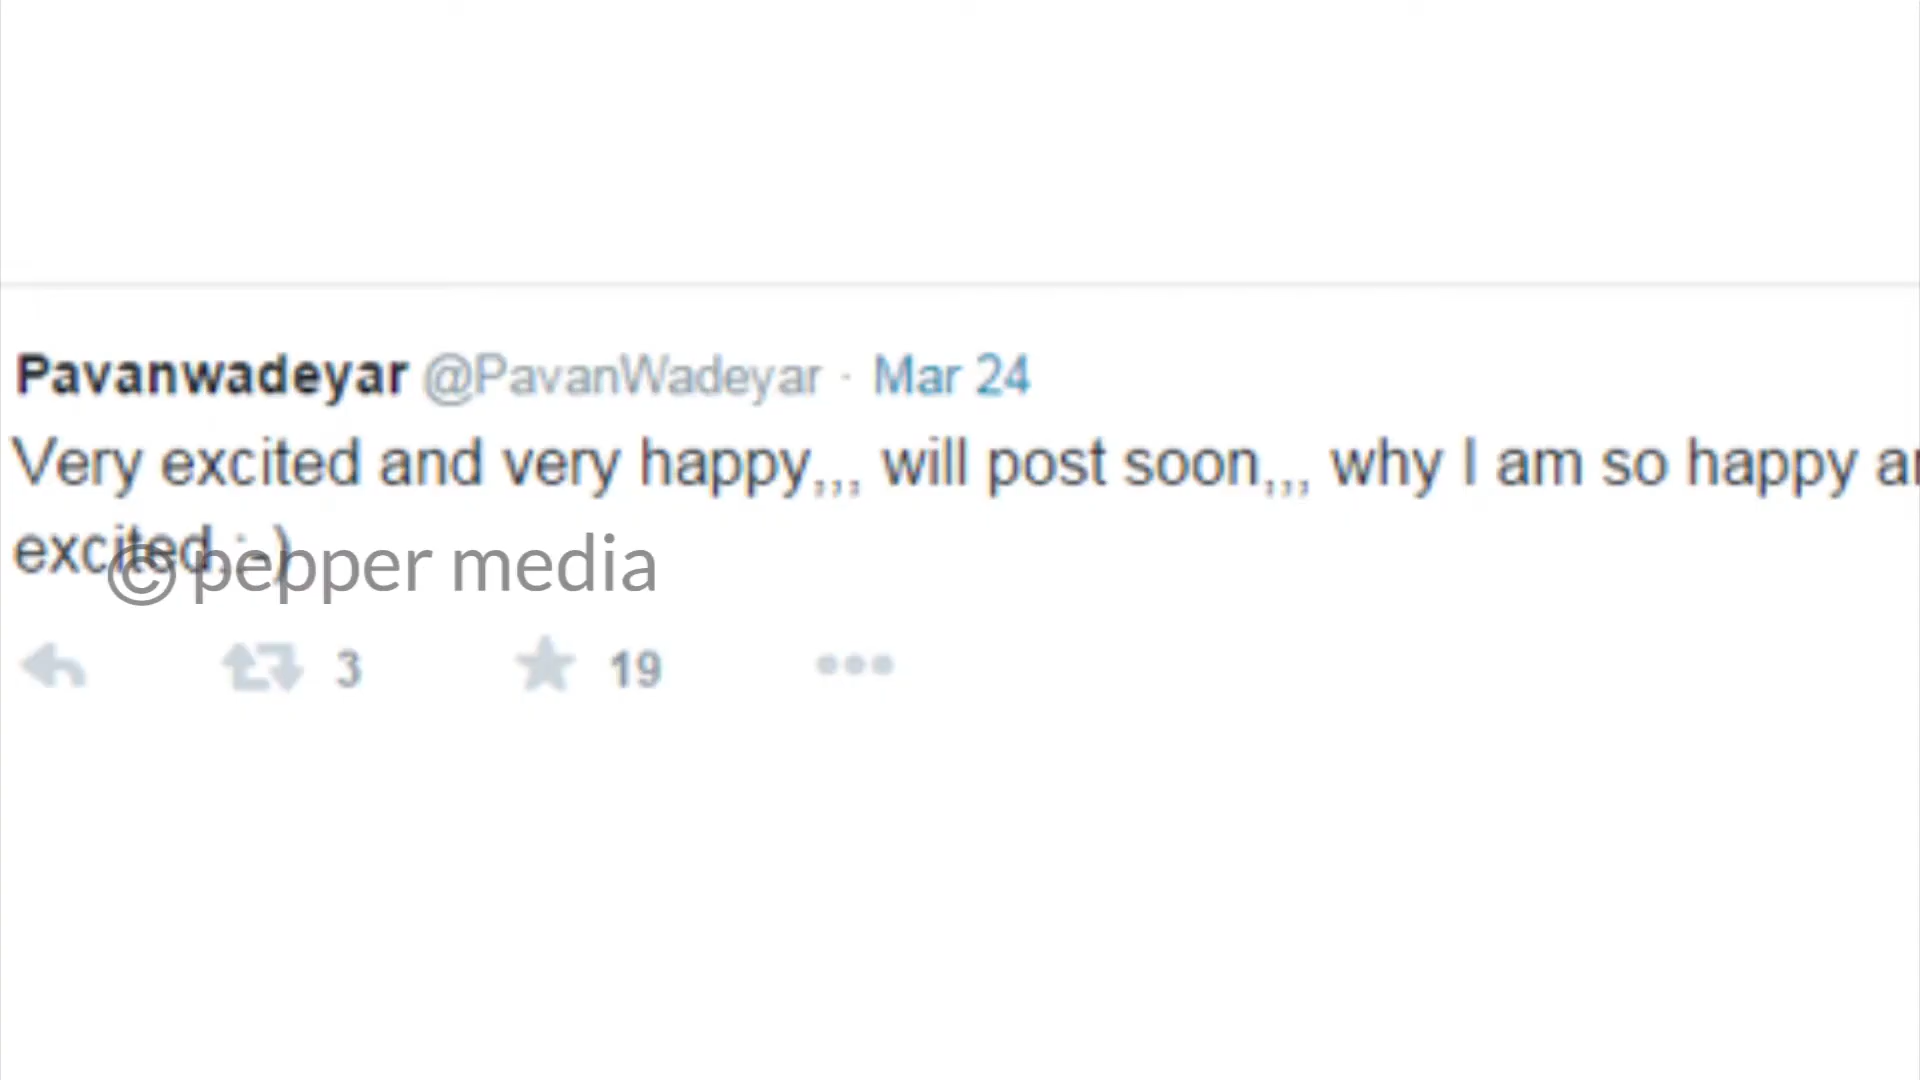 Pavanwadeyar @PavanWadeyar · Mar 24
Very excited and very happy,,, will post soon,,, why I am so happy
excited.:-)
© pepper media
3 19